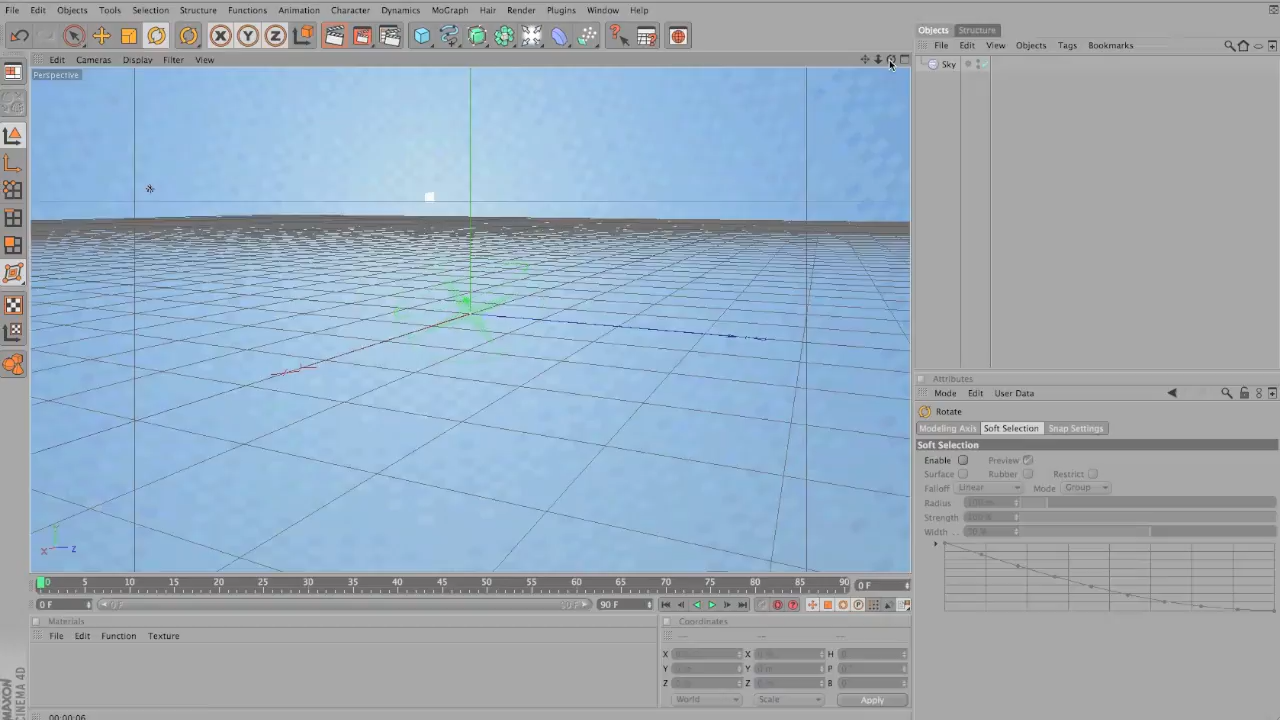 File Edit Objects Tools Selection Structure Functions Animation Character Dynamics MoGraph Hair Render Plugins Window Help
Objects Structure
File Edit View Objects Tags Bookmarks
Edit Cameras Display Filter View
Perspective
Sky
Attributes
Mode Edit User Data
Rotate
Modeling Axis Soft Selection Snap Settings
Soft Selection
Enable Preview
Surface Rubber Restrict
Falloff Linear Mode Group
Radius
Strength
Width
Y
X Z
0 5 10 15 20 25 30 35 40 45 50 55 60 65 70 75 80 85 90 0 F
0 F 0 F 90 F 90 F
Materials
File Edit Function Texture
Coordinates
X X H
Y Y P
Z Z B
World Scale Apply
MAXON
CINEMA 4D
00:00:06